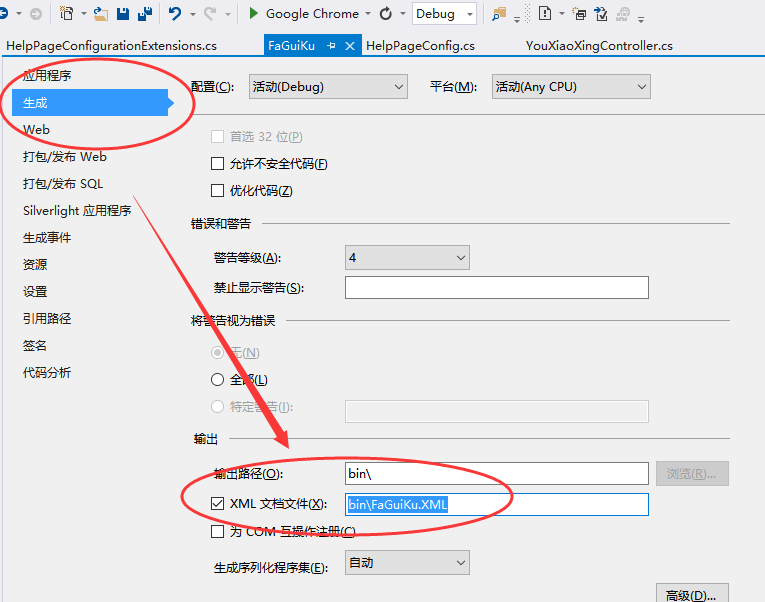 Google Chrome Debug
HelpPageConfigurationExtensions.cs FaGuiKu HelpPageConfig.cs YouXiaoXingController.cs
应用程序
生成
Web
打包/发布 Web
打包/发布 SQL
Silverlight 应用程序
生成事件
资源
设置
引用路径
签名
代码分析
配置(C): 活动(Debug) 平台(M): 活动(Any CPU)
首选 32 位(P)
允许不安全代码(F)
优化代码(Z)
错误和警告
警告等级(A): 4
禁止显示警告(S):
将警告视为错误
无(N)
全部(L)
特定警告(I):
输出
输出路径(O): bin\ 浏览(R)...
XML 文档文件(X): bin\FaGuiKu.XML
为 COM 互操作注册(C)
生成序列化程序集(E): 自动
高级(D)...